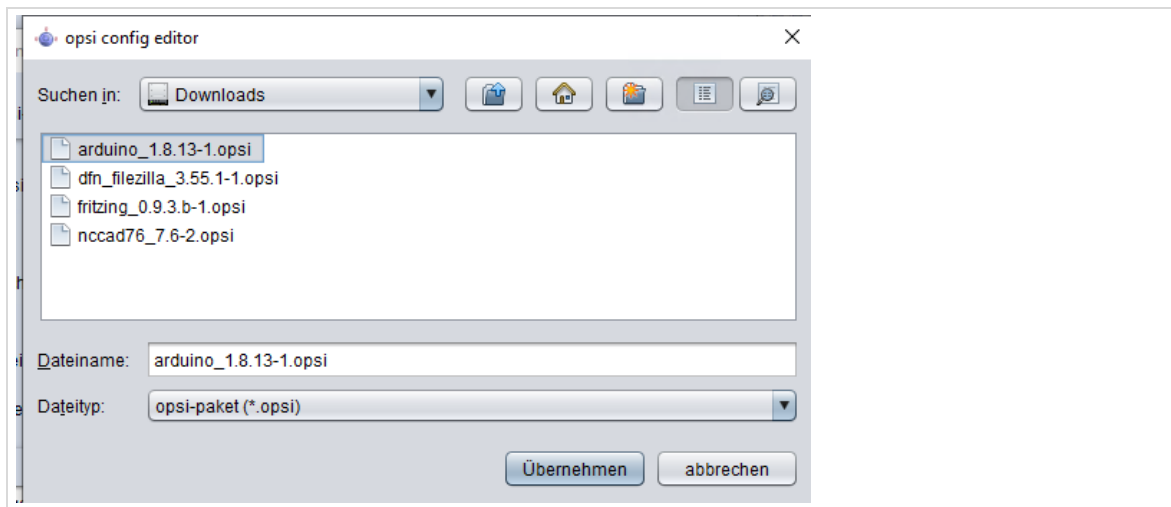 opsi config editor
Suchen in: Downloads
arduino_1.8.13-1.opsi
dfn_filezilla_3.55.1-1.opsi
fritzing_0.9.3.b-1.opsi
nccad76_7.6-2.opsi
Dateiname: arduino_1.8.13-1.opsi
Dateityp: opsi-paket (*.opsi)
Übernehmen abbrechen